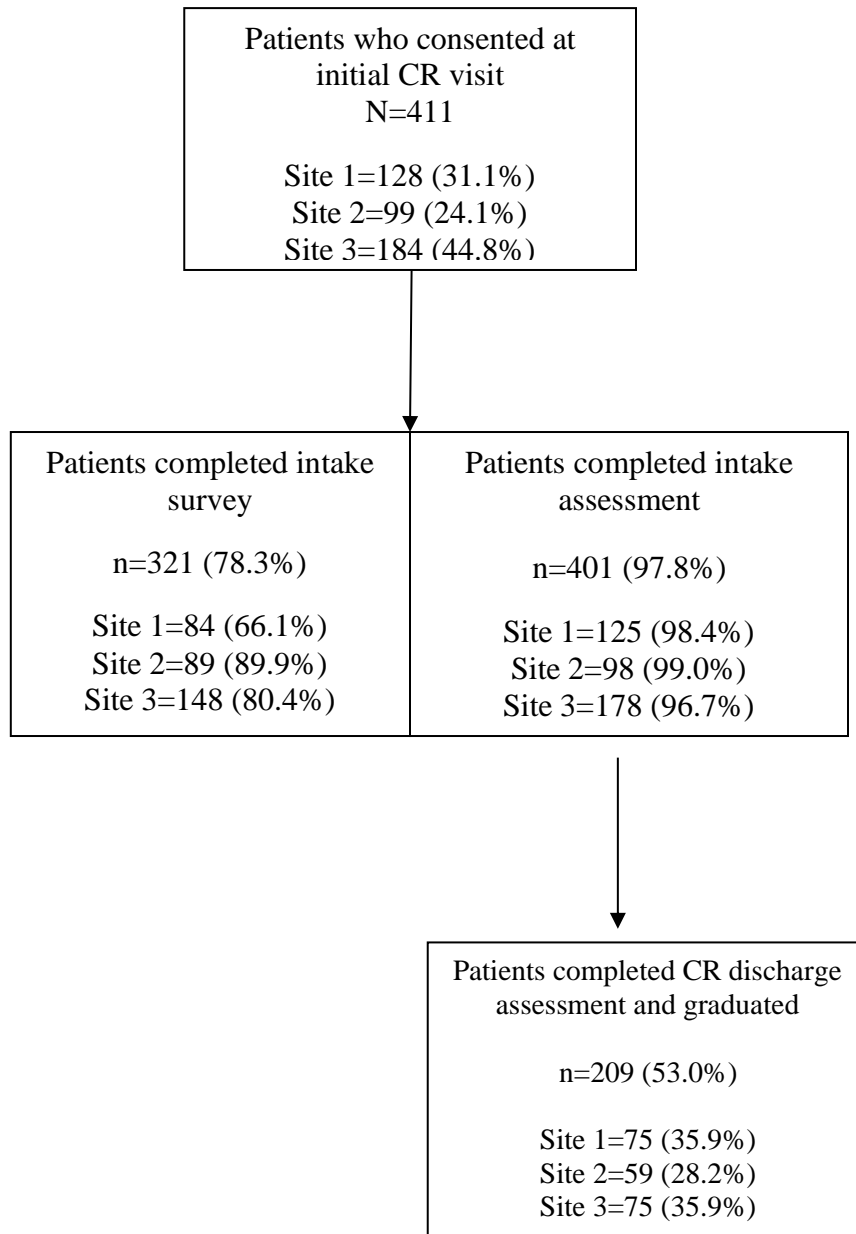 Patients who consented at
initial CR visit
N=411
Site 1=128 (31.1%)
Site 2=99 (24.1%)
Site 3=184 (44.8%)
Patients completed intake
survey
n=321 (78.3%)
Site 1=84 (66.1%)
Site 2=89 (89.9%)
Site 3=148 (80.4%)
Patients completed intake
assessment
n=401 (97.8%)
Site 1=125 (98.4%)
Site 2=98 (99.0%)
Site 3=178 (96.7%)
Patients completed CR discharge
assessment and graduated
n=209 (53.0%)
Site 1=75 (35.9%)
Site 2=59 (28.2%)
Site 3=75 (35.9%)